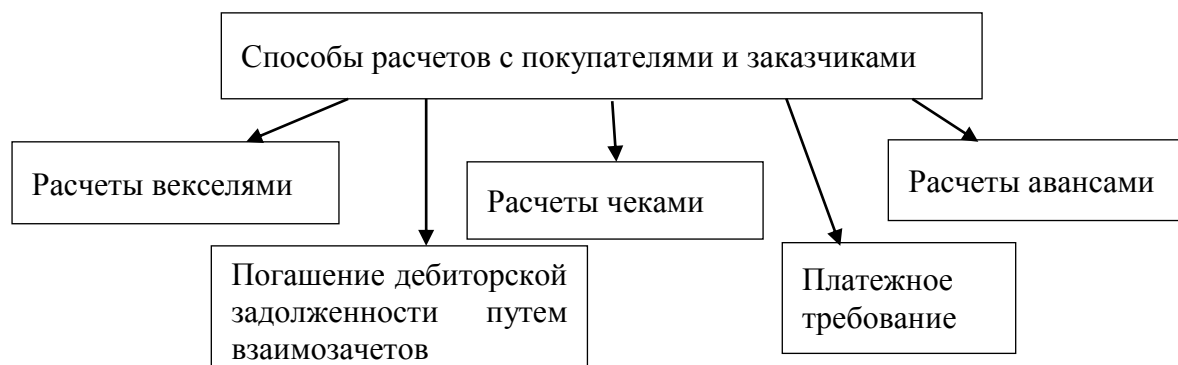 Способы расчетов с покупателями и заказчиками
Расчеты векселями
Расчеты чеками
Расчеты авансами
Погашение дебиторской
задолженности путем
взаимозачетов
Платежное
требование